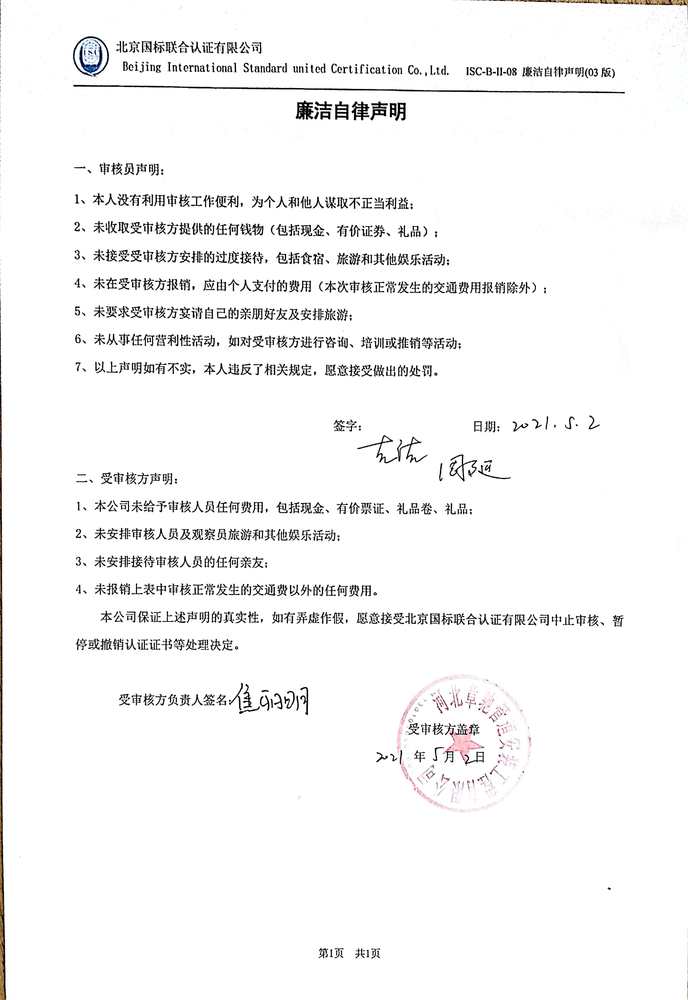 北京国标联合认证有限公司
Beijing International Standard united Certification Co.,Ltd. ISC-B-II-08 廉洁自律声明(03 版)
廉洁自律声明
一、审核员声明：
1、本人没有利用审核工作便利，为个人和他人谋取不正当利益；
2、未收取受审核方提供的任何钱物（包括现金、有价证券、礼品）；
3、未接受受审核方安排的过度接待，包括食宿、旅游和其他娱乐活动；
4、未在受审核方报销，应由个人支付的费用（本次审核正常发生的交通费用报销除外）；
5、未要求受审核方宴请自己的亲朋好友及安排旅游；
6、未从事任何营利性活动，如对受审核方进行咨询、培训或推销等活动；
7、以上声明如有不实，本人违反了相关规定，愿意接受做出的处罚。
签字： 日期：2021.5.2
吉洁
二、受审核方声明：
1、本公司未给予审核人员任何费用，包括现金、有价票证、礼品卷、礼品；
2、未安排审核人员及观察员旅游和其他娱乐活动；
3、未安排接待审核人员的任何亲友；
4、未报销上表中审核正常发生的交通费以外的任何费用。
本公司保证上述声明的真实性，如有弄虚作假，愿意接受北京国标联合认证有限公司中止审核、暂
停或撤销认证证书等处理决定。
受审核方负责人签名：焦丽明
河北章驰管道安装工程有限公司
受审核方盖章
2021 年 5 月 2 日
第1页 共1页